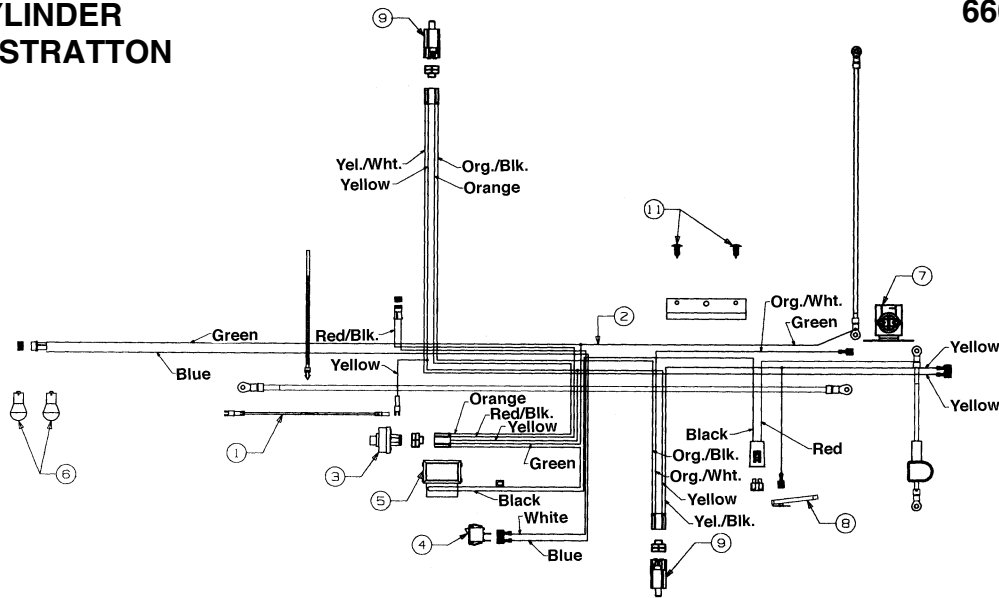 YLINDER
STRATTON
660
9
Yel./Wht.
Org./Blk.
Yellow
Orange
11
7
Org./Wht.
2
Green
Green
Red/Blk.
Yellow
Blue
Yellow
Yellow
Orange
Red/Blk.
Yellow
1
3
Black
Red
6
Green
Org./Blk.
5
Org./Wht.
Black
Yellow
White
Yel./Blk.
8
4
Blue
9